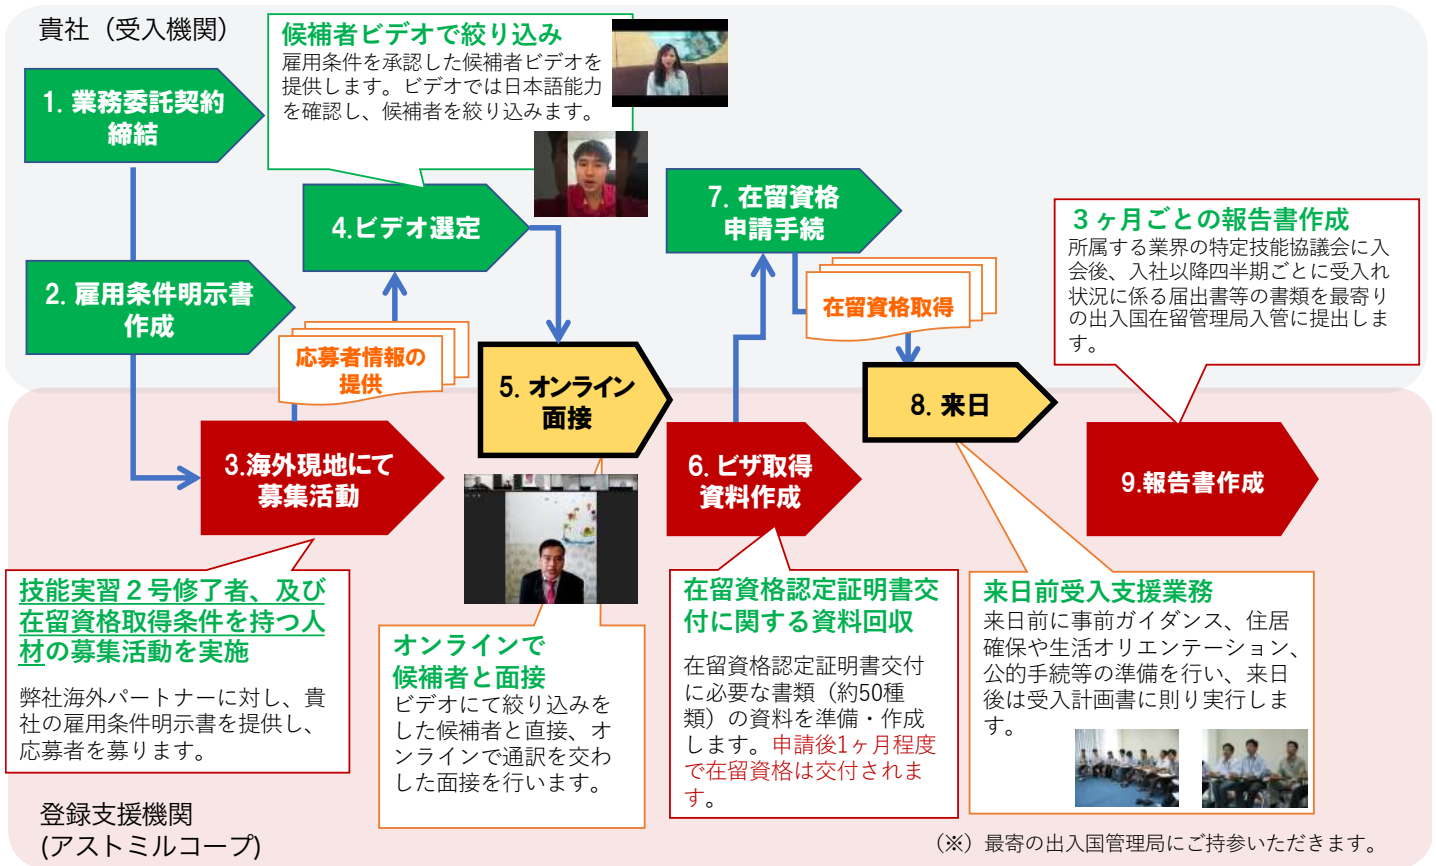 貴社（受入機関）
1. 業務委託契約
締結
候補者ビデオで絞り込み
雇用条件を承認した候補者ビデオを
提供します。ビデオでは日本語能力
を確認し、候補者を絞り込みます。
2. 雇用条件明示書
作成
応募者情報の
提供
4.ビデオ選定
5. オンライン
面接
7. 在留資格
申請手続
在留資格取得
8. 来日
３ヶ月ごとの報告書作成
所属する業界の特定技能協議会に入
会後、入社以降四半期ごとに受入れ
状況に係る届出書等の書類を最寄り
の出入国在留管理局入管に提出しま
す。
3.海外現地にて
募集活動
6. ビザ取得
資料作成
9.報告書作成
技能実習２号修了者、及び
在留資格取得条件を持つ人
材の募集活動を実施
弊社海外パートナーに対し、貴
社の雇用条件明示書を提供し、
応募者を募ります。
オンラインで
候補者と面接
ビデオにて絞り込みを
した候補者と直接、オ
ンラインで通訳を交わ
した面接を行います。
在留資格認定証明書交
付に関する資料回収
在留資格認定証明書交付
に必要な書類（約50種
類）の資料を準備・作成
します。申請後1ヶ月程度
で在留資格は交付されま
す。
来日前受入支援業務
来日前に事前ガイダンス、住居
確保や生活オリエンテーション、
公的手続等の準備を行い、来日
後は受入計画書に則り実行しま
す。
登録支援機関
(アストミルコープ)
（※）最寄の出入国管理局にご持参いただきます。